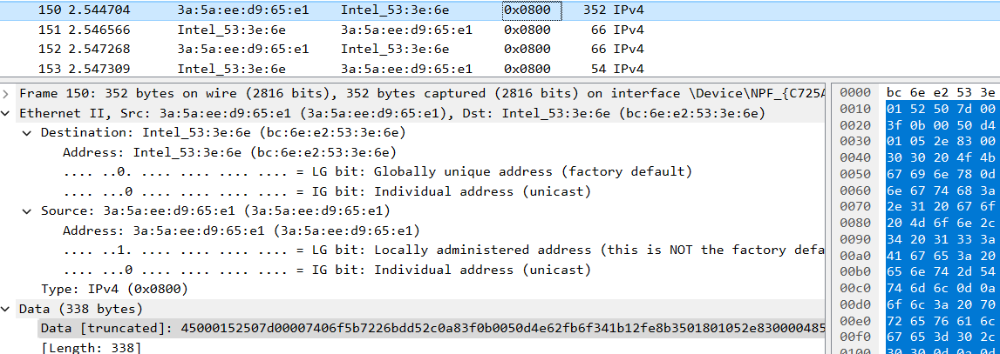 150 2.544704 3a:5a:ee:d9:65:e1 Intel_53:3e:6e 0x0800 352 IPv4
151 2.546566 Intel_53:3e:6e 3a:5a:ee:d9:65:e1 0x0800 66 IPv4
152 2.547268 3a:5a:ee:d9:65:e1 Intel_53:3e:6e 0x0800 66 IPv4
153 2.547309 Intel_53:3e:6e 3a:5a:ee:d9:65:e1 0x0800 54 IPv4
Frame 150: 352 bytes on wire (2816 bits), 352 bytes captured (2816 bits) on interface \Device\NPF_{C725A
Ethernet II, Src: 3a:5a:ee:d9:65:e1 (3a:5a:ee:d9:65:e1), Dst: Intel_53:3e:6e (bc:6e:e2:53:3e:6e)
Destination: Intel_53:3e:6e (bc:6e:e2:53:3e:6e)
Address: Intel_53:3e:6e (bc:6e:e2:53:3e:6e)
.... ..0. .... .... .... .... = LG bit: Globally unique address (factory default)
.... ...0 .... .... .... .... = IG bit: Individual address (unicast)
Source: 3a:5a:ee:d9:65:e1 (3a:5a:ee:d9:65:e1)
Address: 3a:5a:ee:d9:65:e1 (3a:5a:ee:d9:65:e1)
.... ..1. .... .... .... .... = LG bit: Locally administered address (this is NOT the factory defa
.... ...0 .... .... .... .... = IG bit: Individual address (unicast)
Type: IPv4 (0x0800)
Data (338 bytes)
Data [truncated]: 45000152507d00007406f5b7226bdd52c0a83f0b0050d4e62fb6f341b12fe8b3501801052e830000485
[Length: 338]
0000 bc 6e e2 53 3e
0010 01 52 50 7d 00
0020 3f 0b 00 50 d4
0030 01 05 2e 83 00
0040 30 30 20 4f 4b
0050 67 69 6e 78 0d
0060 6e 67 74 68 3a
0070 2e 31 20 67 6f
0080 20 4d 6f 6e 2c
0090 34 20 31 33 3a
00a0 41 67 65 3a 20
00b0 65 6e 74 2d 54
00c0 74 6d 6c 0d 0a
00d0 6f 6c 3a 20 70
00e0 72 65 76 61 6c
00f0 67 65 3d 30 2c
0100 30 30 0d 0a 0d